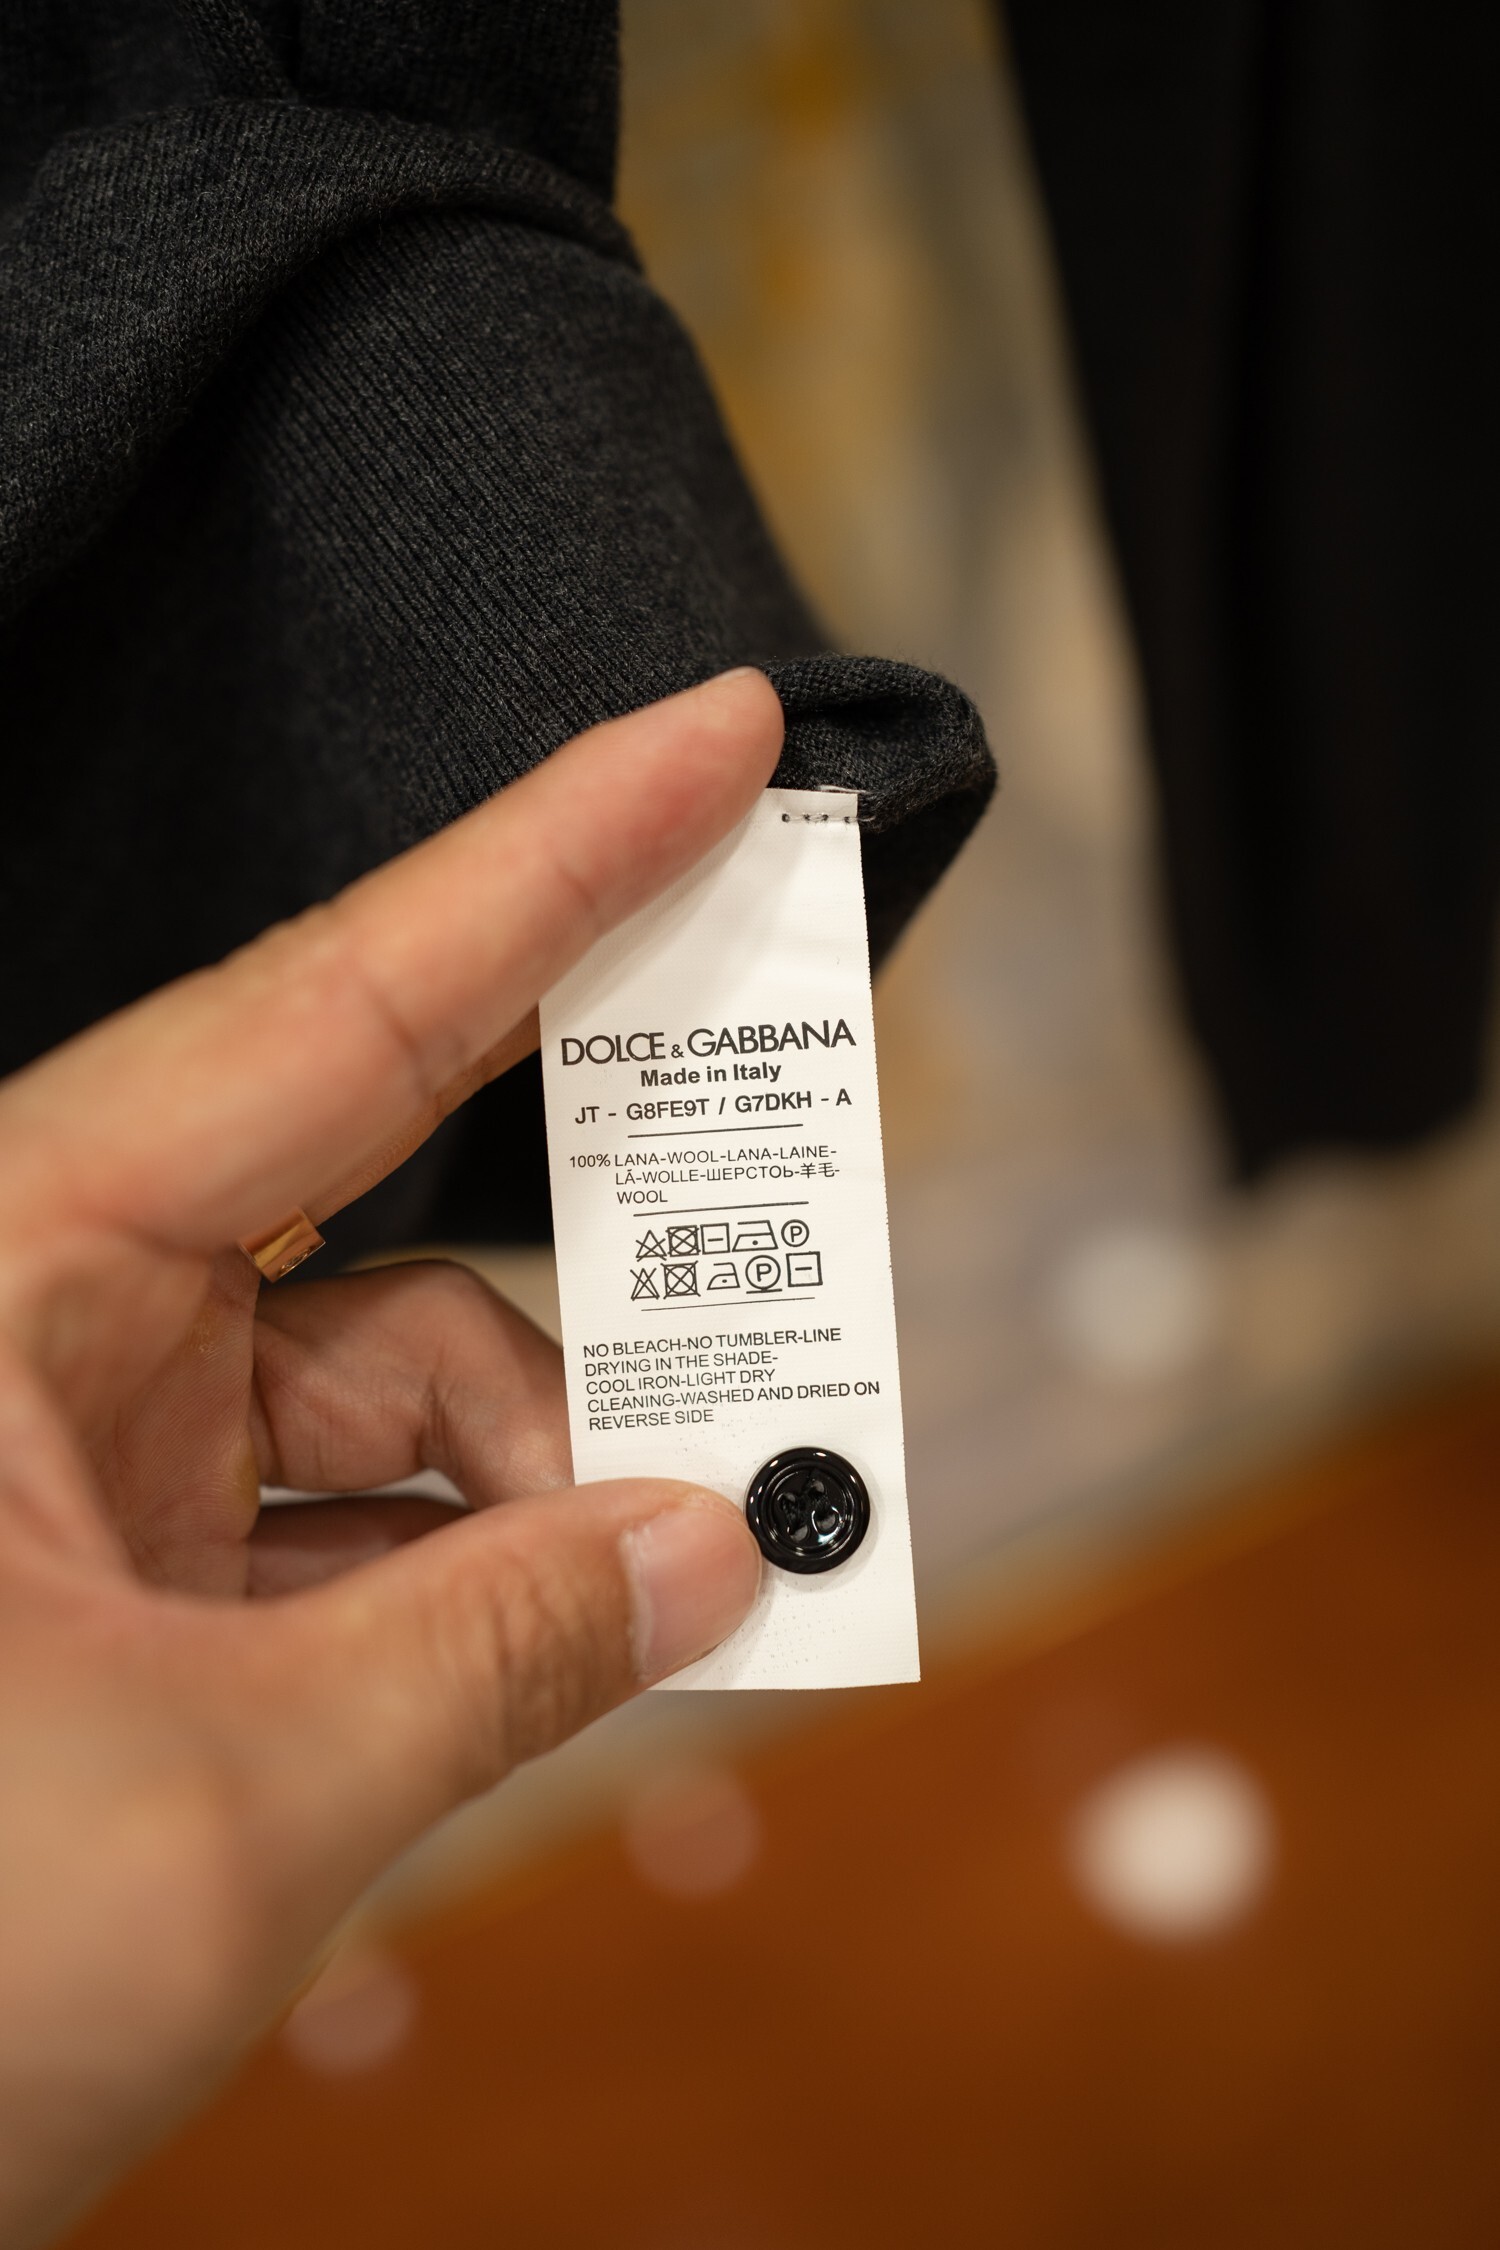 DOLCE & GABBANA
Made in Italy
JT - G8FE9T / G7DKH - A
100% LANA-WOOL-LANA-LAINE-
LÃ-WOLLE-ШЕРСТОЬ-羊毛-
WOOL
P
P
NO BLEACH-NO TUMBLER-LINE
DRYING IN THE SHADE-
COOL IRON-LIGHT DRY
CLEANING-WASHED AND DRIED ON
REVERSE SIDE